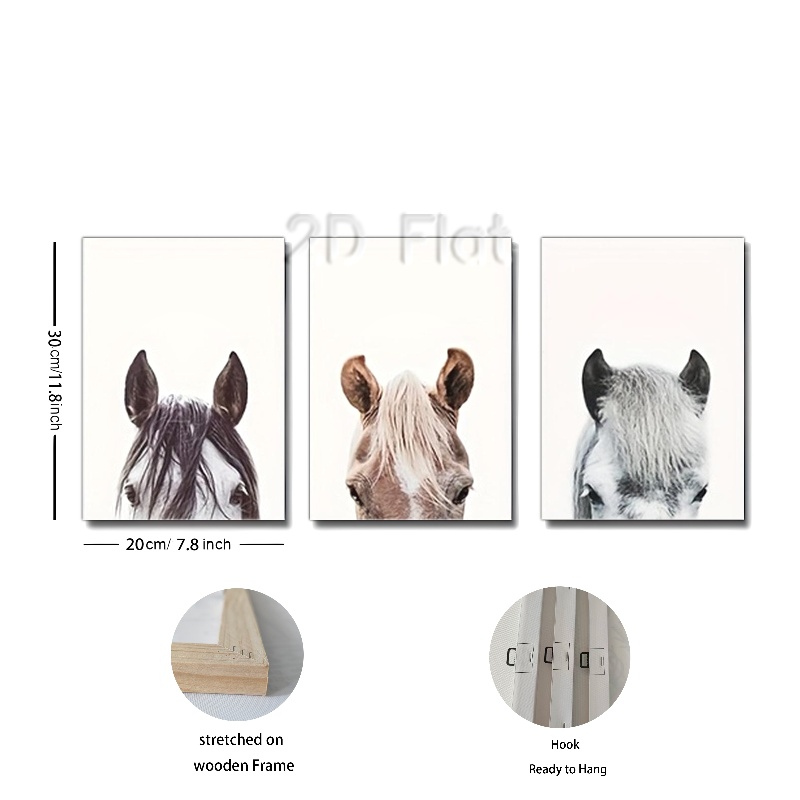 2D Flat
30cm/11.8inch
20cm/ 7.8 inch
stretched on
wooden Frame
Hook
Ready to Hang